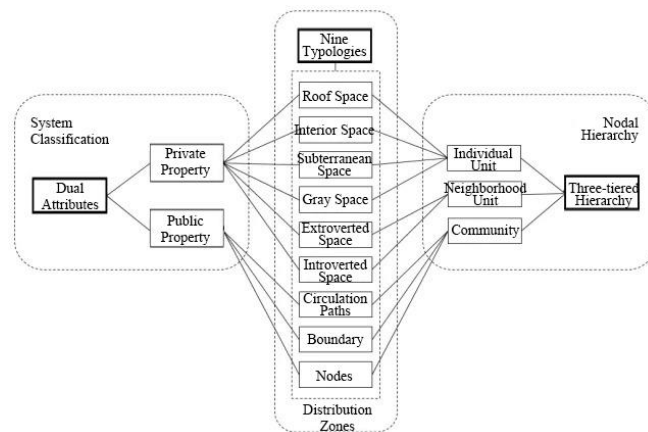 Nine
Typologies
System
Classification
Dual
Attributes
Private
Property
Public
Property
Roof Space
Interior Space
Subterranean
Space
Gray Space
Extroverted
Space
Introverted
Space
Circulation
Paths
Boundary
Nodes
Distribution
Zones
Nodal
Hierarchy
Individual
Unit
Neighborhood
Unit
Community
Three-tiered
Hierarchy